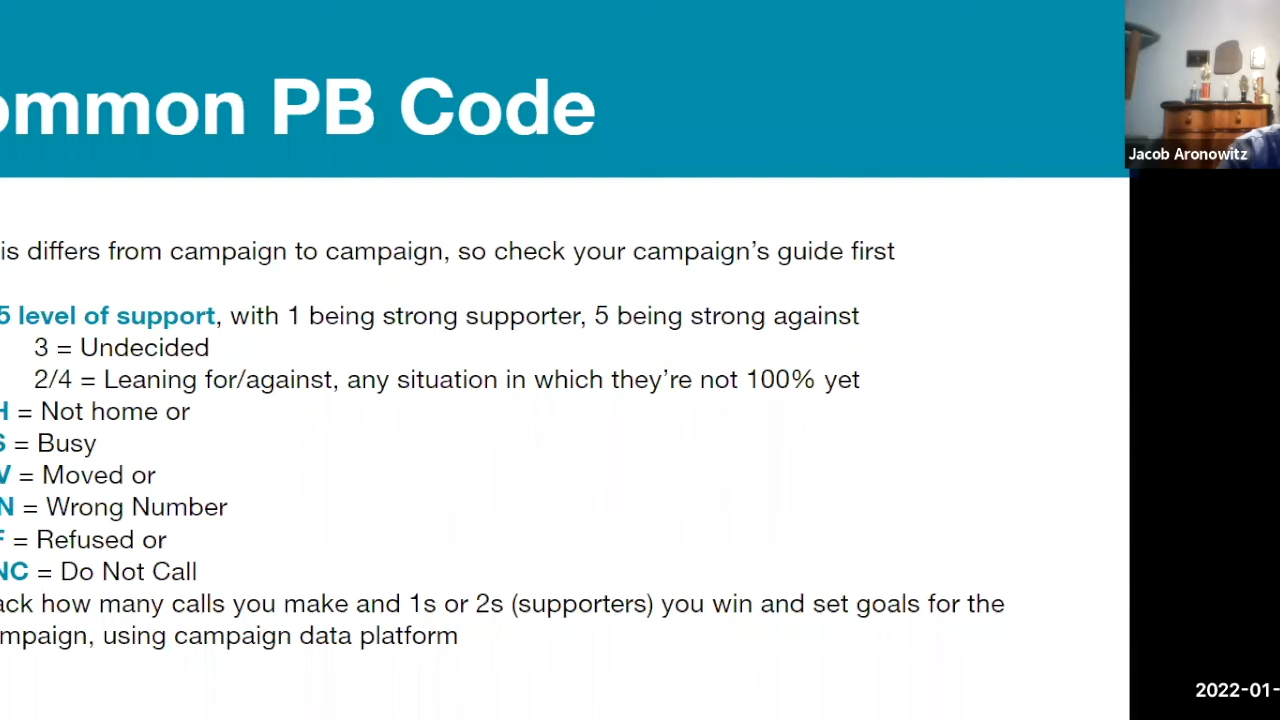 ommon PB Code
Jacob Aronowitz
is differs from campaign to campaign, so check your campaign’s guide first
5 level of support, with 1 being strong supporter, 5 being strong against
3 = Undecided
2/4 = Leaning for/against, any situation in which they’re not 100% yet
H = Not home or
S = Busy
V = Moved or
N = Wrong Number
F = Refused or
NC = Do Not Call
ack how many calls you make and 1s or 2s (supporters) you win and set goals for the
mpaign, using campaign data platform
2022-01-